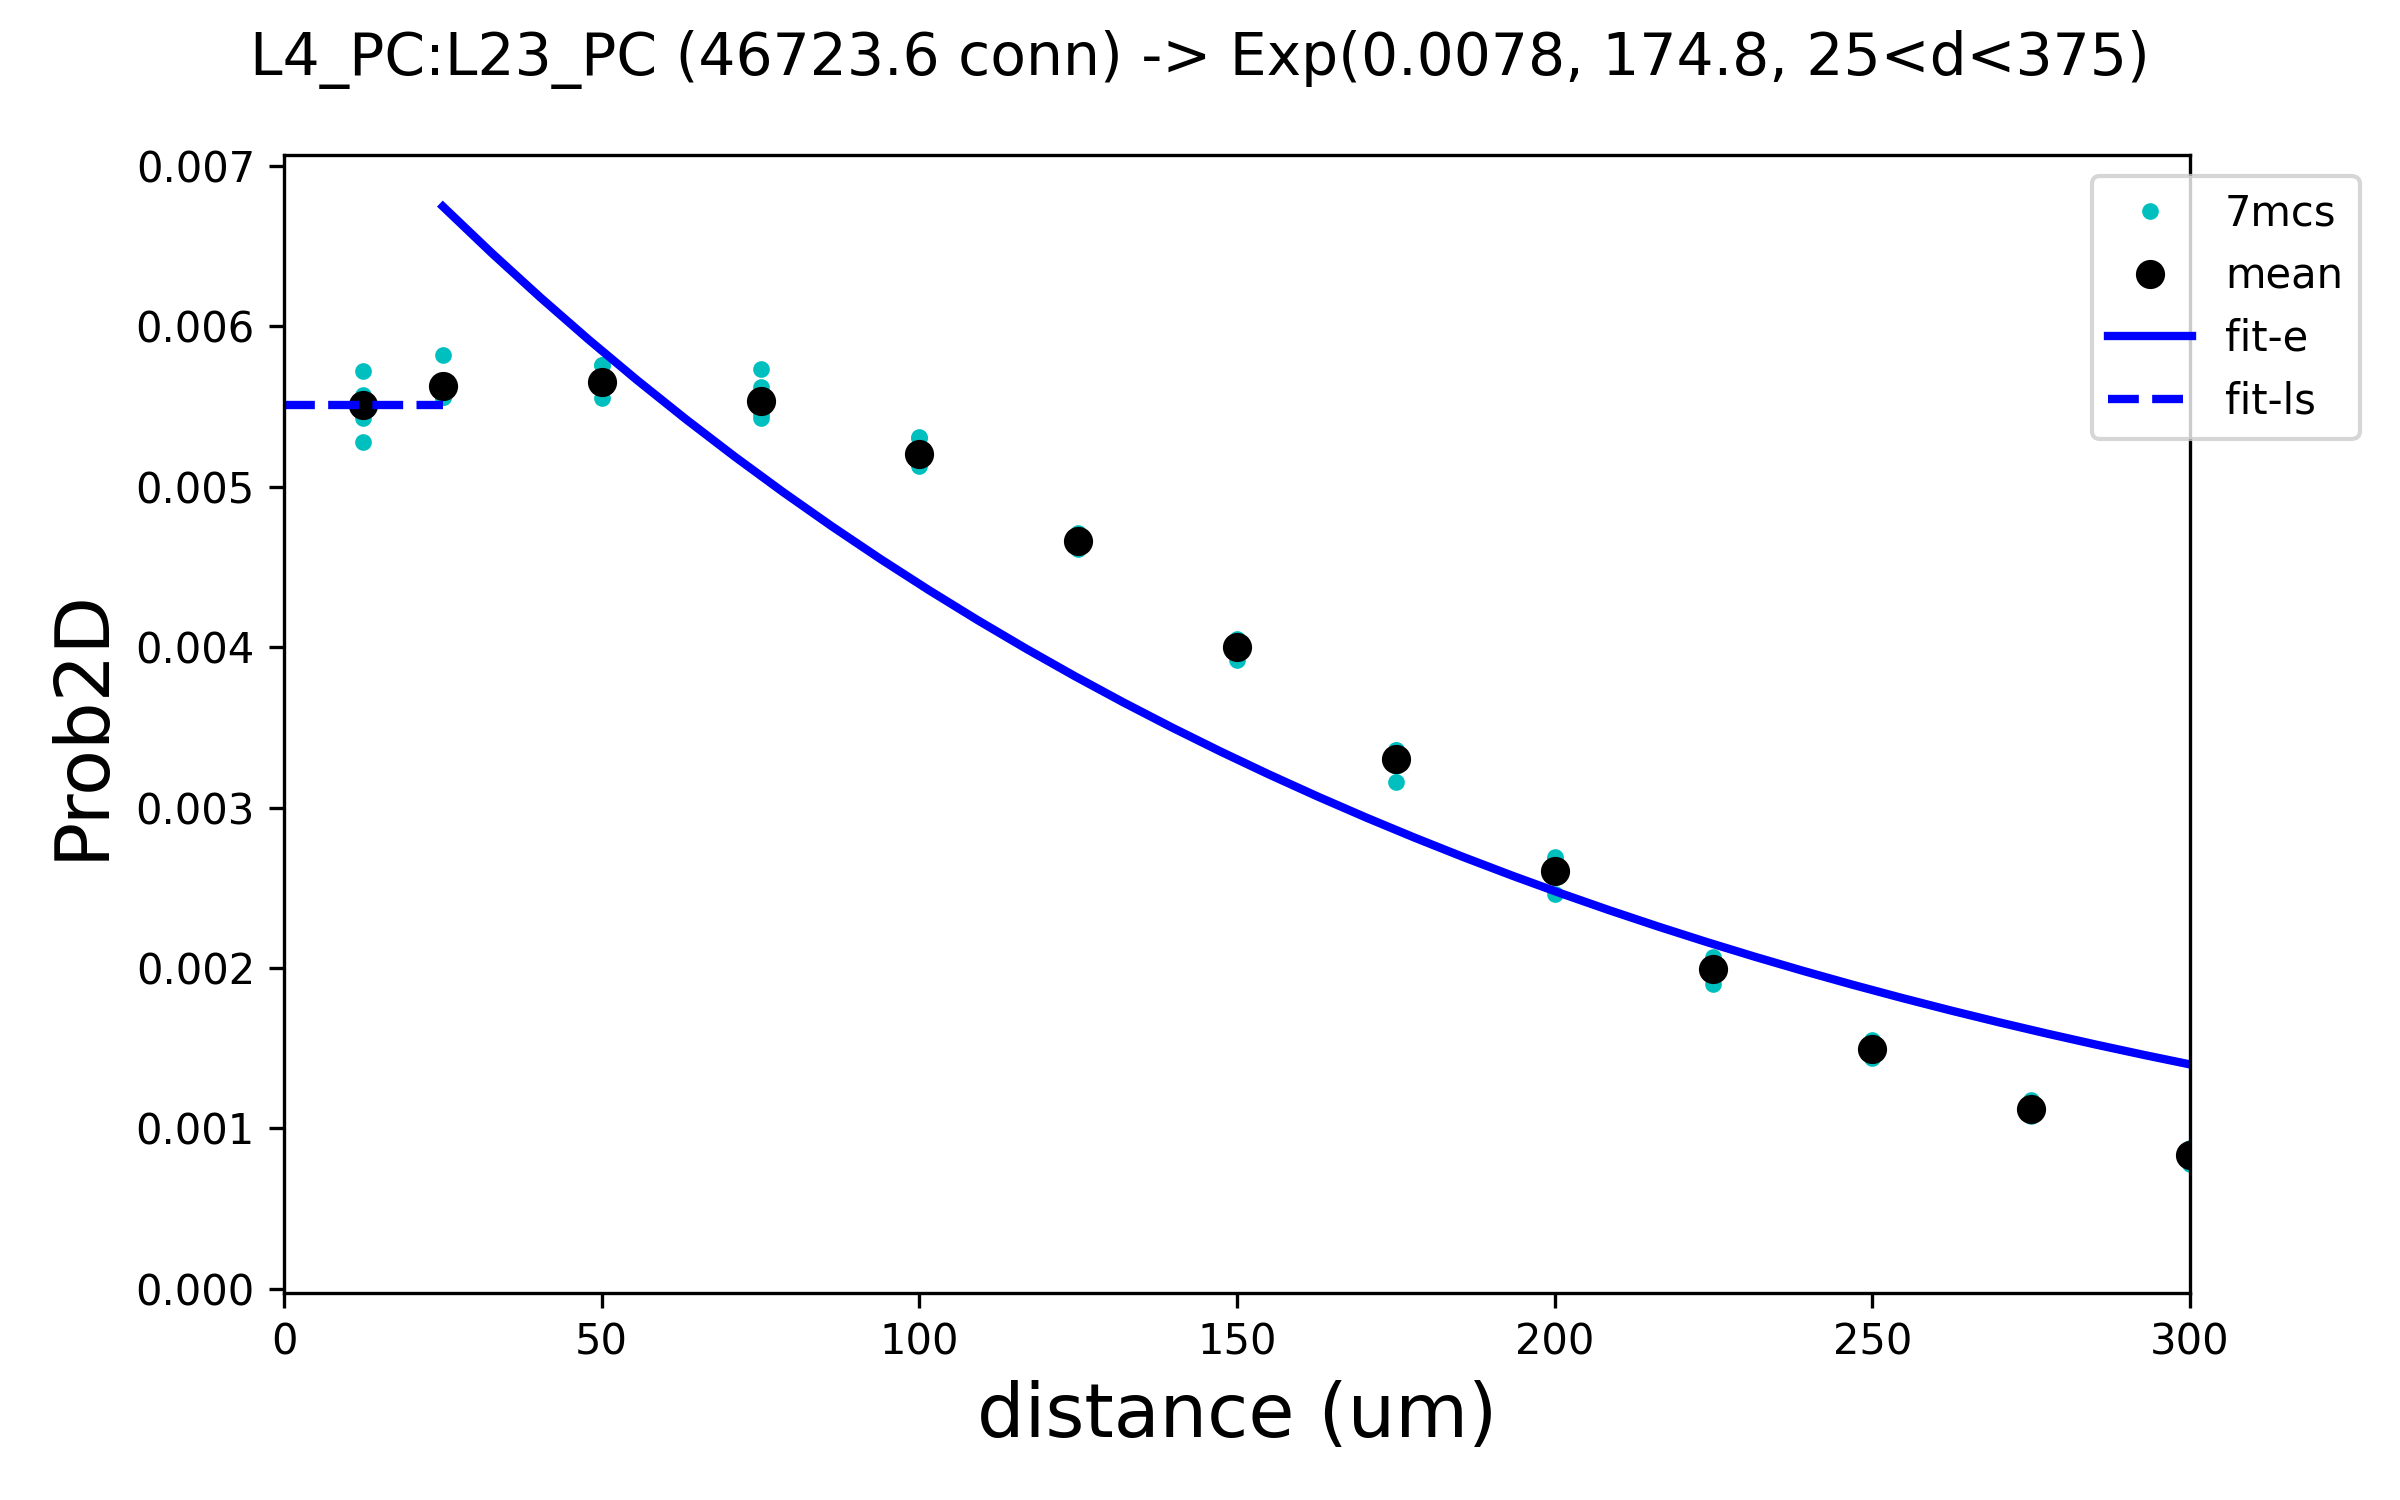 L4_PC:L23_PC (46723.6 conn) -> Exp(0.0078, 174.8, 25<d<375)
0.007
0.006
0.005
0.004
0.003
0.002
0.001
0.000
Prob2D
7mcs
mean
fit-e
fit-ls
0 50 100 150 200 250 300
distance (um)